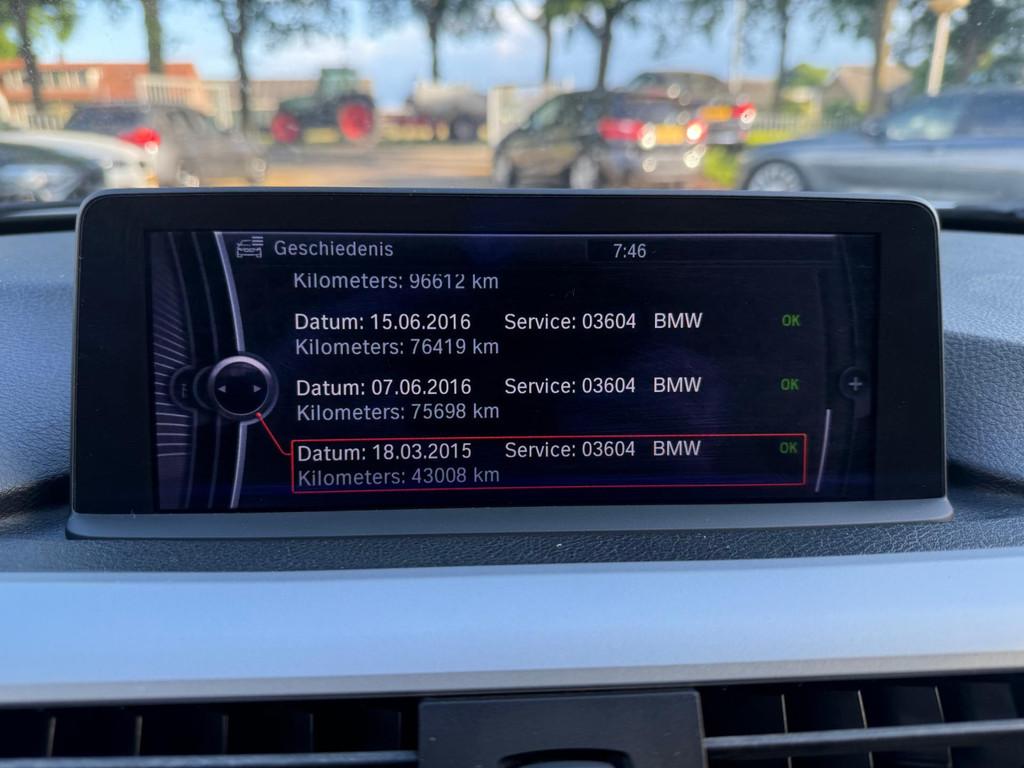 Geschiedenis 7:46
Kilometers: 96612 km
Datum: 15.06.2016 Service: 03604 BMW OK
Kilometers: 76419 km
Datum: 07.06.2016 Service: 03604 BMW OK
Kilometers: 75698 km
Datum: 18.03.2015 Service: 03604 BMW OK
Kilometers: 43008 km